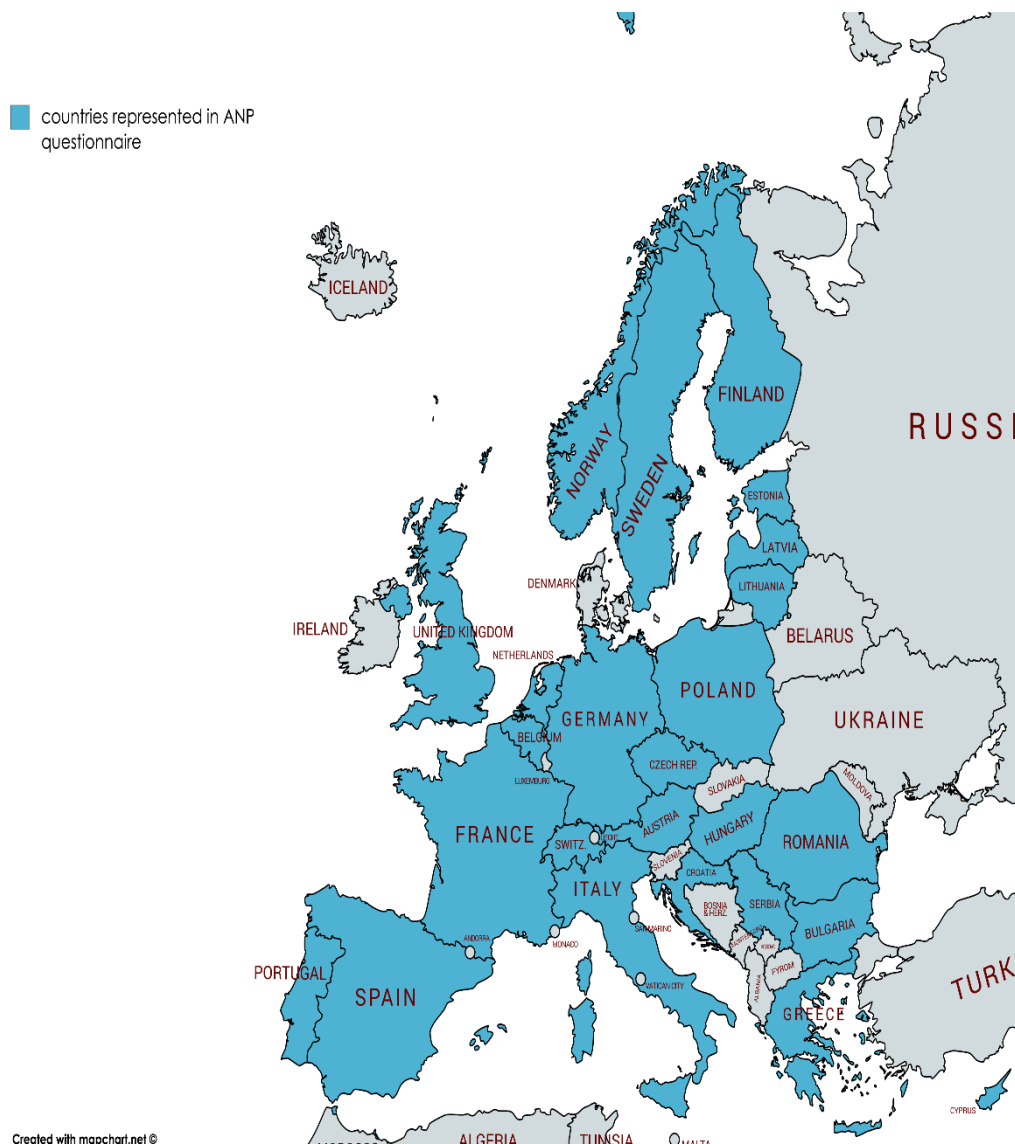 countries represented in ANP
questionnaire
ICELAND
RUSSI
FINLAND
NORWAY
SWEDEN
ESTONIA
LATVIA
LITHUANIA
DENMARK
BELARUS
IRELAND
UNITED KINGDOM
NETHERLANDS
POLAND
GERMANY
UKRAINE
BELGIUM
CZECH REP.
LUXEMBURG
SLOVAKIA
MOLDOVA
AUSTRIA
HUNGARY
FRANCE
SWITZ.
ROMANIA
SLOVENIA
CROATIA
ITALY
BOSNIA
& HERZ.
SERBIA
SAN MARINO
BULGARIA
ANDORRA
MONACO
FYROM
PORTUGAL
SPAIN
VATICAN CITY
ALBANIA
TURK
GREECE
CYPRUS
ALGERIA
TUNISIA
MALTA
Created with mapchart.net ©